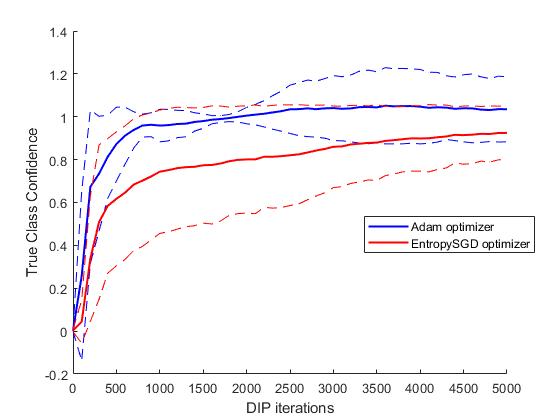 1.4
1.2
1
0.8
0.6
0.4
0.2
0
-0.2
True Class Confidence
Adam optimizer
EntropySGD optimizer
0 500 1000 1500 2000 2500 3000 3500 4000 4500 5000
DIP iterations